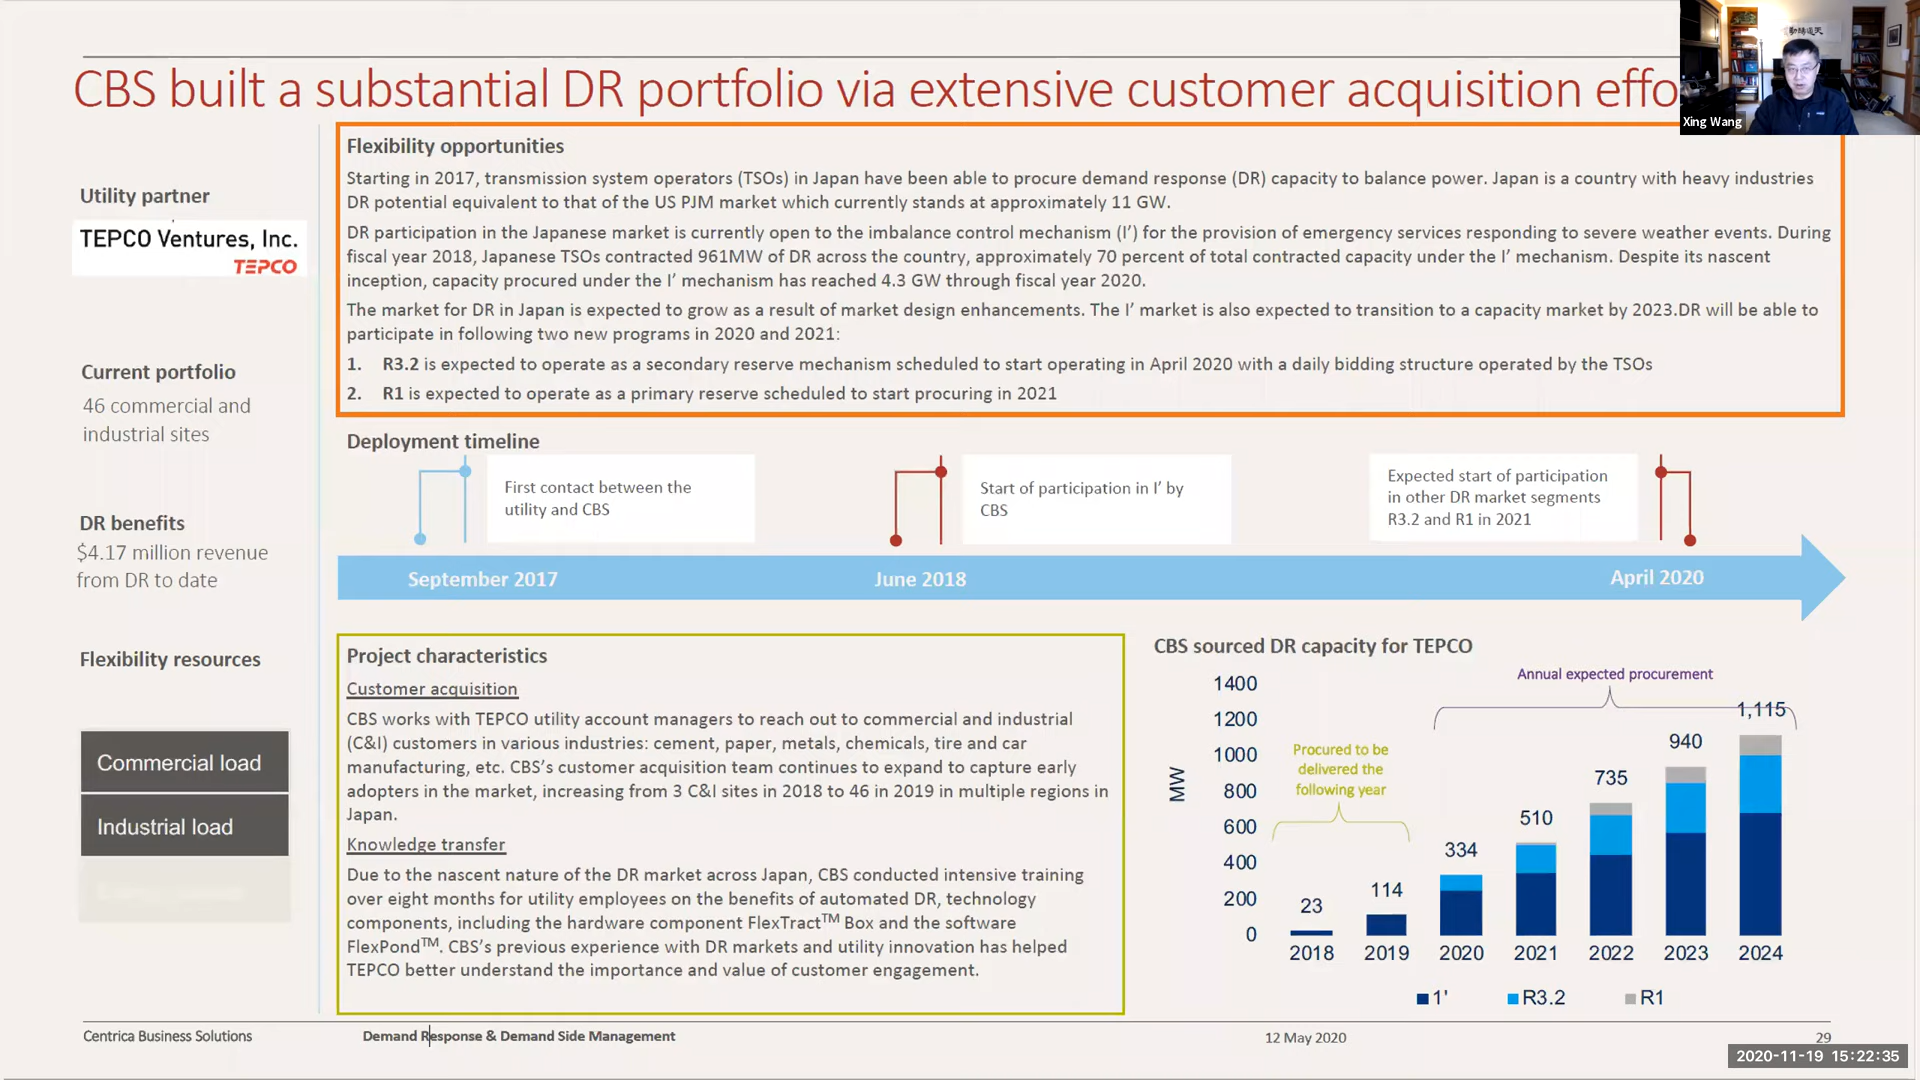 CBS built a substantial DR portfolio via extensive customer acquisition effo
Xing Wang
Utility partner
TEPCO Ventures, Inc.
TEPCO
Current portfolio
46 commercial and
industrial sites
DR benefits
$4.17 million revenue
from DR to date
Flexibility resources
Commercial load
Industrial load
Flexibility opportunities
Starting in 2017, transmission system operators (TSOs) in Japan have been able to procure demand response (DR) capacity to balance power. Japan is a country with heavy industries
DR potential equivalent to that of the US PJM market which currently stands at approximately 11 GW.
DR participation in the Japanese market is currently open to the imbalance control mechanism (I’) for the provision of emergency services responding to severe weather events. During
fiscal year 2018, Japanese TSOs contracted 961MW of DR across the country, approximately 70 percent of total contracted capacity under the I’ mechanism. Despite its nascent
inception, capacity procured under the I’ mechanism has reached 4.3 GW through fiscal year 2020.
The market for DR in Japan is expected to grow as a result of market design enhancements. The I’ market is also expected to transition to a capacity market by 2023.DR will be able to
participate in following two new programs in 2020 and 2021:
1. R3.2 is expected to operate as a secondary reserve mechanism scheduled to start operating in April 2020 with a daily bidding structure operated by the TSOs
2. R1 is expected to operate as a primary reserve scheduled to start procuring in 2021
Deployment timeline
First contact between the
utility and CBS
Start of participation in I’ by
CBS
Expected start of participation
in other DR market segments
R3.2 and R1 in 2021
September 2017
June 2018
April 2020
Project characteristics
Customer acquisition
CBS works with TEPCO utility account managers to reach out to commercial and industrial
(C&I) customers in various industries: cement, paper, metals, chemicals, tire and car
manufacturing, etc. CBS’s customer acquisition team continues to expand to capture early
adopters in the market, increasing from 3 C&I sites in 2018 to 46 in 2019 in multiple regions in
Japan.
Knowledge transfer
Due to the nascent nature of the DR market across Japan, CBS conducted intensive training
over eight months for utility employees on the benefits of automated DR, technology
components, including the hardware component FlexTract™ Box and the software
FlexPond™. CBS’s previous experience with DR markets and utility innovation has helped
TEPCO better understand the importance and value of customer engagement.
CBS sourced DR capacity for TEPCO
Annual expected procurement
Procured to be
delivered the
following year
MW
1400
1200
1000
800
600
400
200
0
23
114
334
510
735
940
1,115
2018 2019 2020 2021 2022 2023 2024
1' R3.2 R1
Centrica Business Solutions
Demand Response & Demand Side Management
12 May 2020
29
2020-11-19 15:22:35